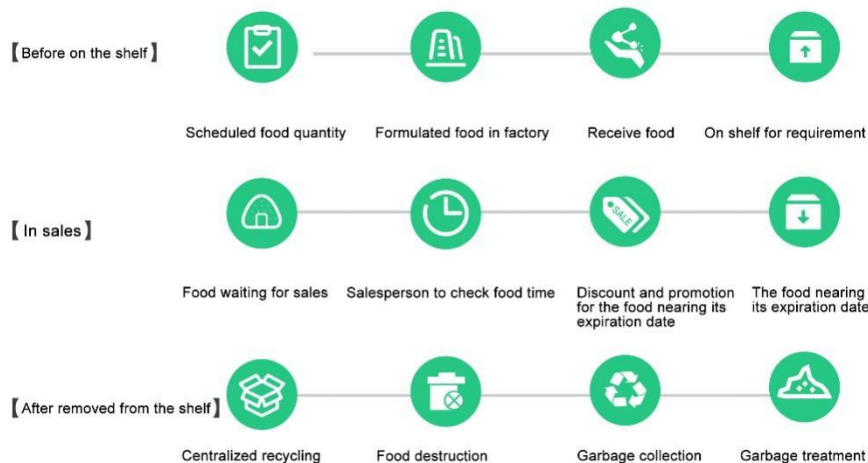 【Before on the shelf】
Scheduled food quantity
Formulated food in factory
Receive food
On shelf for requirement
【In sales】
SALE
Food waiting for sales
Salesperson to check food time
Discount and promotion
for the food nearing its
expiration date
The food nearing
its expiration date
【After removed from the shelf】
Centralized recycling
Food destruction
Garbage collection
Garbage treatment